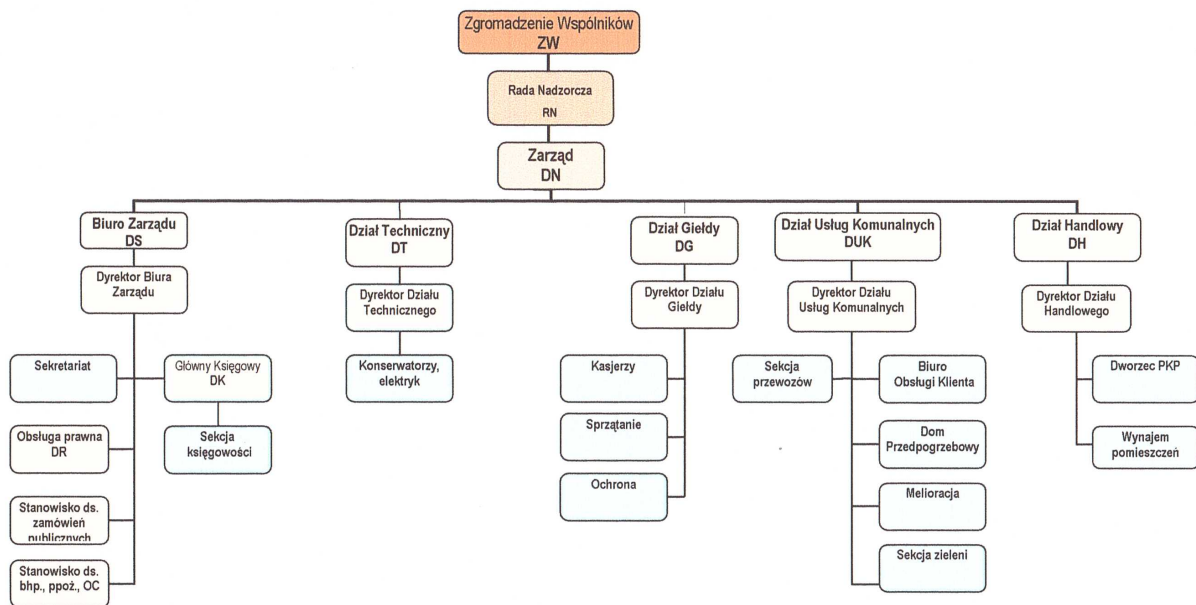 Zgromadzenie Wspólników
ZW
Rada Nadzorcza
RN
Zarząd
DN
Biuro Zarządu
DS
Dział Techniczny
DT
Dział Giełdy
DG
Dział Usług Komunalnych
DUK
Dział Handlowy
DH
Dyrektor Biura
Zarządu
Dyrektor Działu
Technicznego
Dyrektor Działu
Giełdy
Dyrektor Działu
Usług Komunalnych
Dyrektor Działu
Handlowego
Sekretariat
Główny Księgowy
DK
Obsługa prawna
DR
Sekcja
księgowości
Stanowisko ds.
zamówień
publicznych
Stanowisko ds.
bhp., ppoż., OC
Konserwatorzy,
elektryk
Kasjerzy
Sprzątanie
Ochrona
Sekcja
przewozów
Biuro
Obsługi Klienta
Dom
Przedpogrzebowy
Melioracja
Sekcja zieleni
Dworzec PKP
Wynajem
pomieszczeń